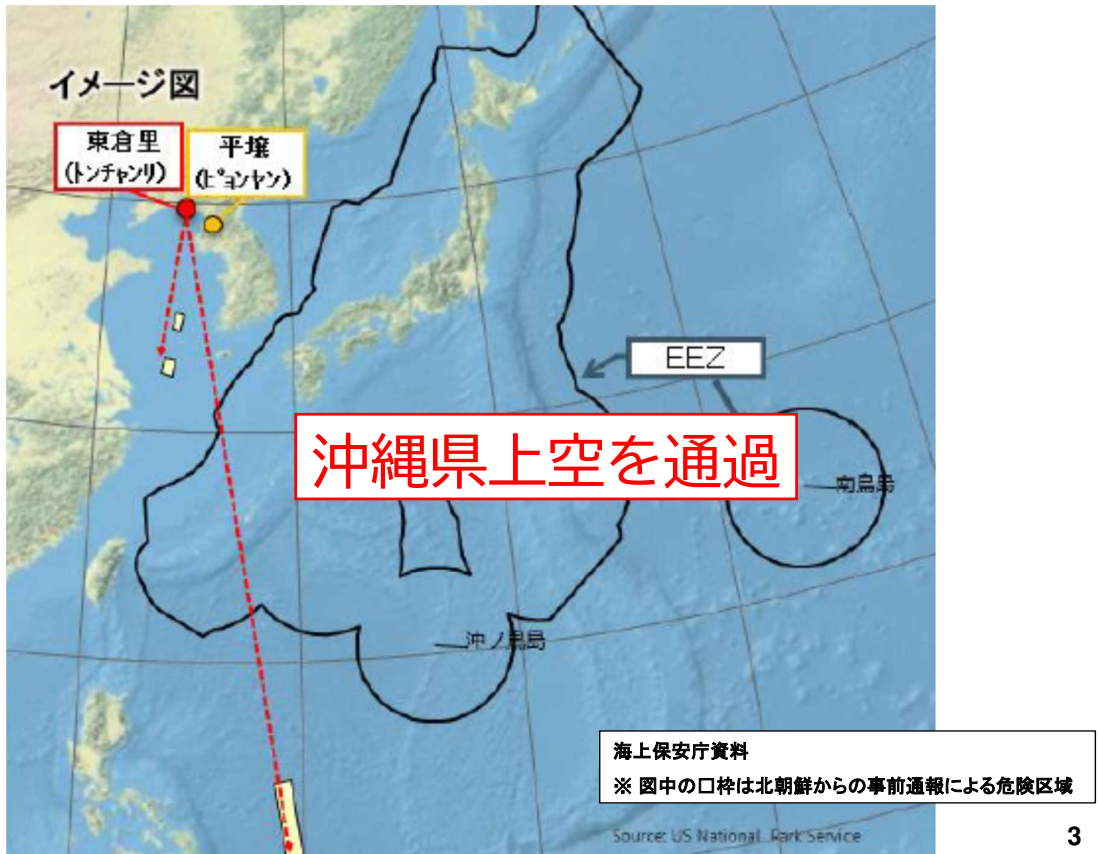 イメージ図
東倉里
(トンチャンリ)
平壌
(ピョンヤン)
EEZ
沖縄県上空を通過
南鳥島
沖ノ鳥島
海上保安庁資料
※ 図中の口枠は北朝鮮からの事前通報による危険区域
Source: US National Park Service
3